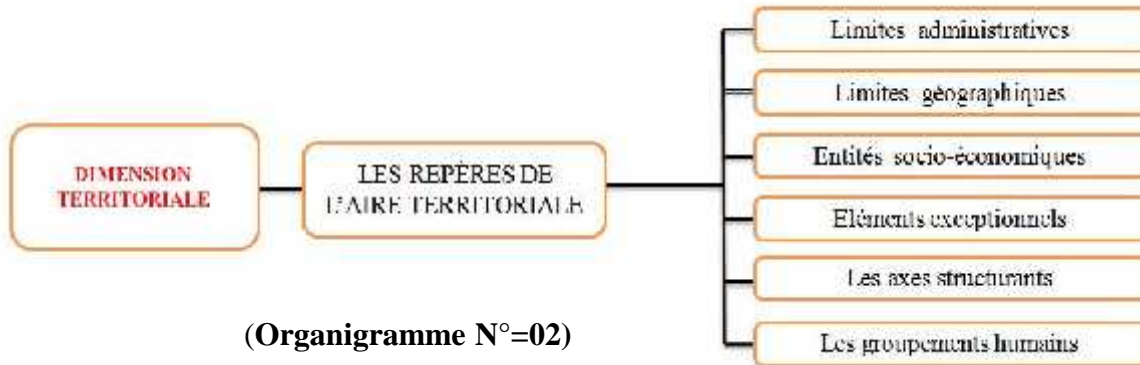 DIMENSION
TERRITORIALE
LES REPÈRES DE
L'AIRE TERRITORIALE
Limites administratives
Limites géographiques
Entités socio-économiques
Eléments exceptionnels
Les axes structurants
Les groupements humains
(Organigramme N°=02)